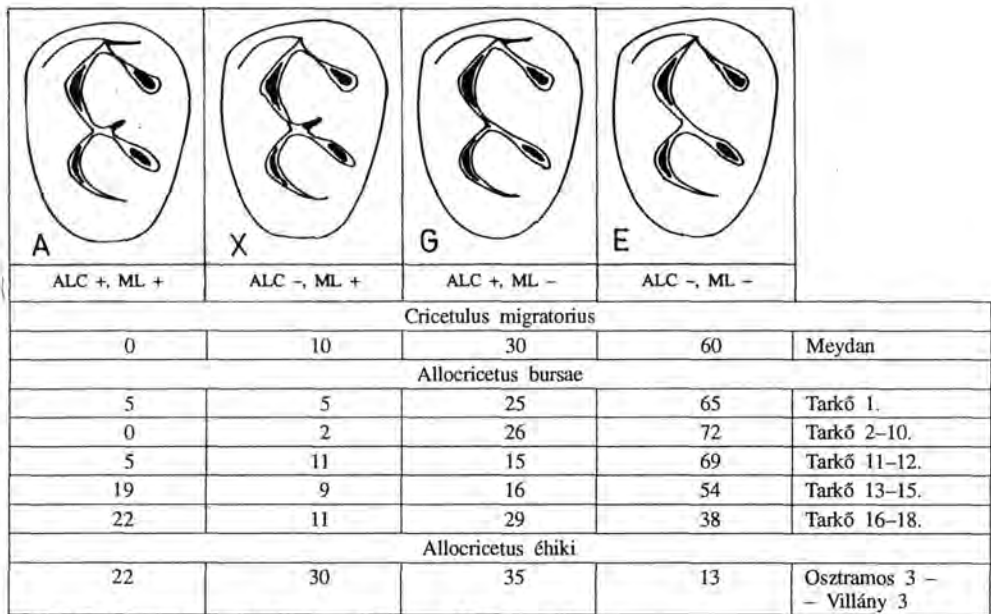 A X G E
ALC +, ML + ALC –, ML + ALC +, ML – ALC –, ML –
Cricetulus migratorius
0 10 30 60 Meydan
Allocricetus bursae
5 5 25 65 Tarkő 1.
0 2 26 72 Tarkő 2–10.
5 11 15 69 Tarkő 11–12.
19 9 16 54 Tarkő 13–15.
22 11 29 38 Tarkő 16–18.
Allocricetus éhiki
22 30 35 13 Osztramos 3 –
– Villány 3